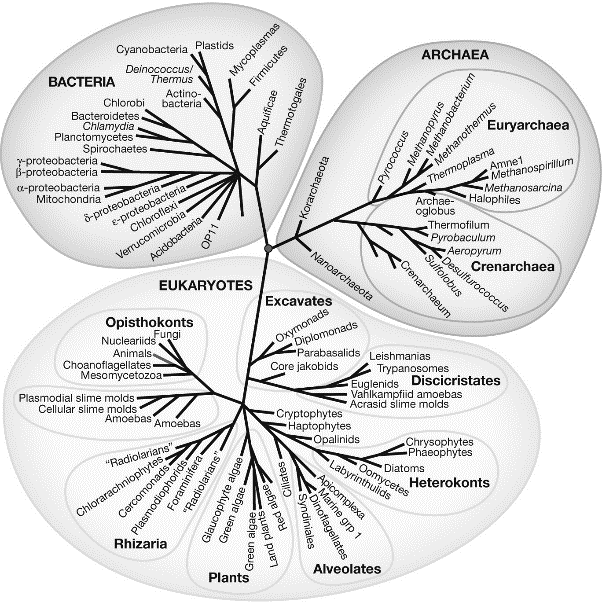 BACTERIA
Cyanobacteria
Plastids
Deinococcus/
Thermus
Actino-
bacteria
Mycoplasmas
Firmicutes
Aquificae
Thermotogales
Chlorobi
Bacteroidetes
Chlamydia
Planctomycetes
Spirochaetes
γ-proteobacteria
β-proteobacteria
α-proteobacteria
Mitochondria
δ-proteobacteria
ε-proteobacteria
Chloroflexi
Verrucomicrobia
Acidobacteria
OP11
ARCHAEA
Euryarchaea
Pyrococcus
Methanopyrus
Methanobacterium
Methanothermus
Thermoplasma
Amne1
Methanospirillum
Methanosarcina
Halophiles
Archae-
oglobus
Korarchaeota
Nanoarchaeota
Thermofilum
Pyrobaculum
Aeropyrum
Desulfurococcus
Sulfolobus
Crenarchaeum
Crenarchaea
EUKARYOTES
Excavates
Oxymonads
Diplomonads
Parabasalids
Core jakobids
Leishmanias
Trypanosomes
Discicristates
Euglenids
Vahlkampfiid amoebas
Acrasid slime molds
Opisthokonts
Fungi
Nucleariids
Animals
Choanoflagellates
Mesomycetozoa
Plasmodial slime molds
Cellular slime molds
Amoebas
Amoebas
Cryptophytes
Haptophytes
Opalinids
Chrysophytes
Phaeophytes
Diatoms
Oomycetes
Labyrinthulids
Heterokonts
"Radiolarians"
Chlorarachniophytes
Cercomonads
Plasmodiophorids
Foraminifera
"Radiolarians"
Rhizaria
Glaucophyte algae
Green algae
Green algae
Land plants
Red algae
Plants
Ciliates
Apicomplexa
Marine grp 1
Dinoflagellates
Syndiniales
Alveolates